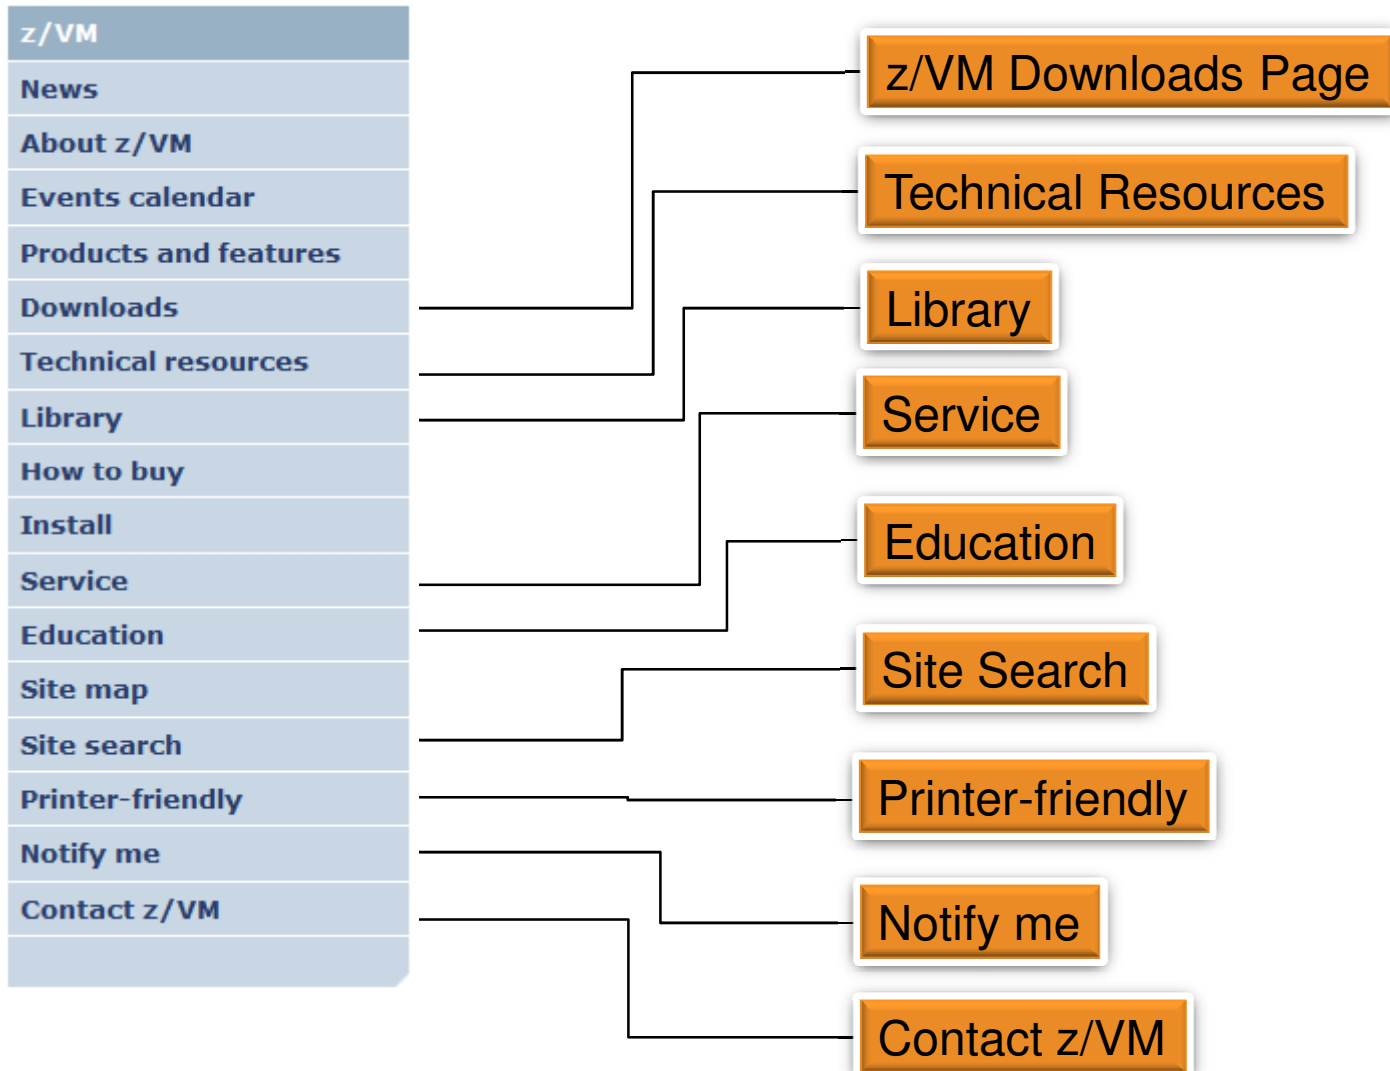 z/VM
News
About z/VM
Events calendar
Products and features
Downloads
Technical resources
Library
How to buy
Install
Service
Education
Site map
Site search
Printer-friendly
Notify me
Contact z/VM
z/VM Downloads Page
Technical Resources
Library
Service
Education
Site Search
Printer-friendly
Notify me
Contact z/VM